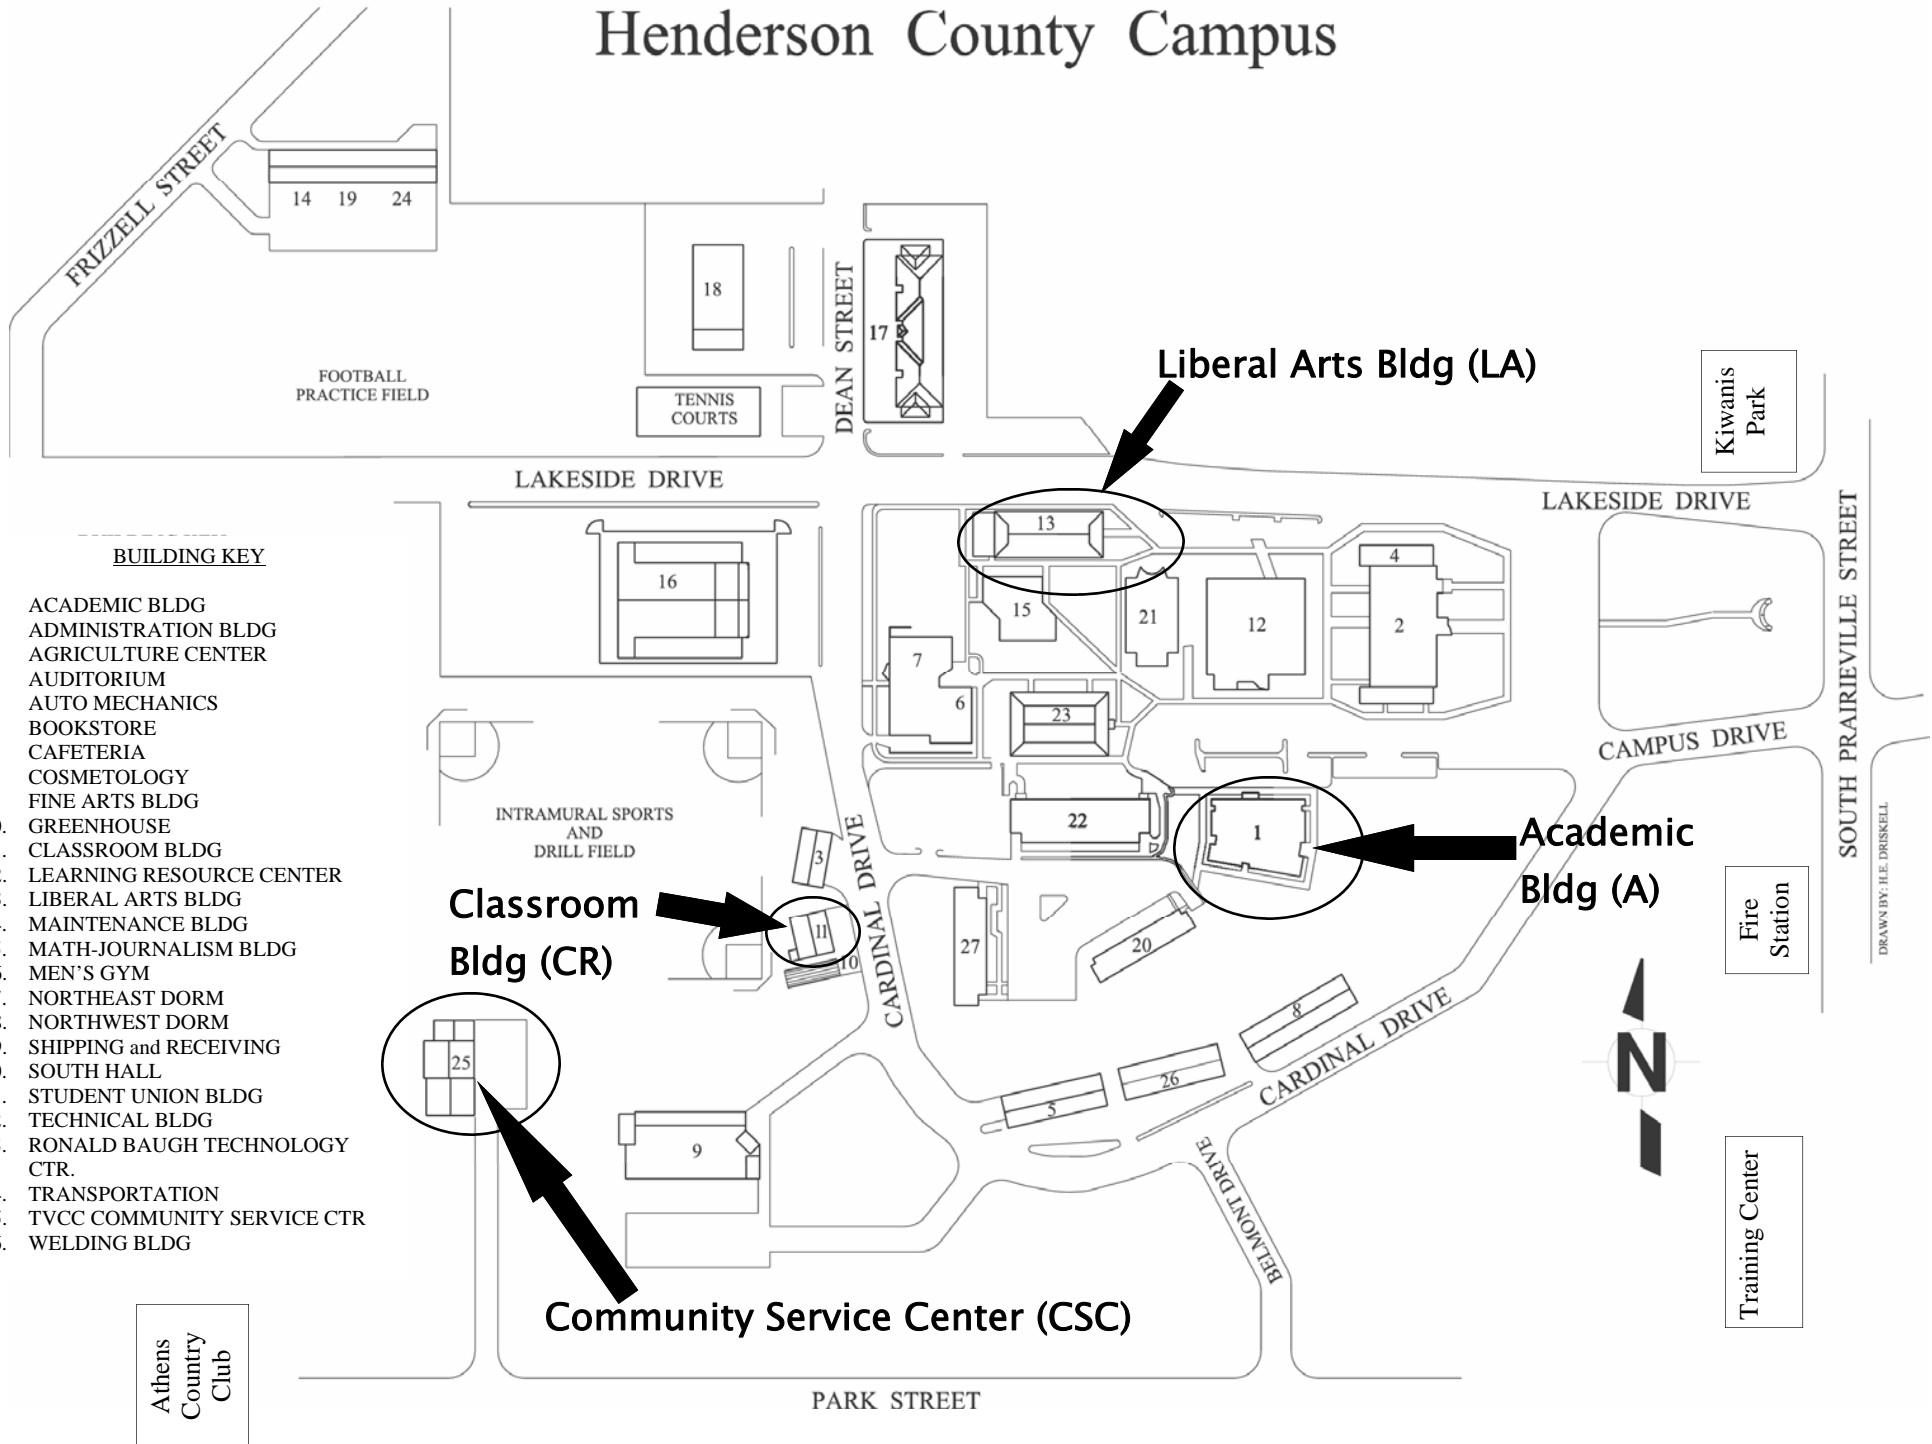 Henderson County Campus
FRIZZELL STREET
14 19 24
18
DEAN STREET
17
FOOTBALL
PRACTICE FIELD
TENNIS
COURTS
Liberal Arts Bldg (LA)
Kiwanis
Park
LAKESIDE DRIVE
LAKESIDE DRIVE
SOUTH PRAIRIEVILLE STREET
BUILDING KEY
ACADEMIC BLDG
ADMINISTRATION BLDG
AGRICULTURE CENTER
AUDITORIUM
AUTO MECHANICS
BOOKSTORE
CAFETERIA
COSMETOLOGY
FINE ARTS BLDG
GREENHOUSE
CLASSROOM BLDG
LEARNING RESOURCE CENTER
LIBERAL ARTS BLDG
MAINTENANCE BLDG
MATH-JOURNALISM BLDG
MEN'S GYM
NORTHEAST DORM
NORTHWEST DORM
SHIPPING and RECEIVING
SOUTH HALL
STUDENT UNION BLDG
TECHNICAL BLDG
RONALD BAUGH TECHNOLOGY
CTR.
TRANSPORTATION
TVCC COMMUNITY SERVICE CTR
WELDING BLDG
13
4
16
15
21
12
2
7
6
23
CAMPUS DRIVE
INTRAMURAL SPORTS
AND
DRILL FIELD
22
1
Academic
Bldg (A)
3
CARDINAL DRIVE
Classroom
Bldg (CR)
11
10
27
20
Fire
Station
DRAWN BY: H.E. DRISKELL
8
CARDINAL DRIVE
N
25
26
5
9
BELMONT DRIVE
Training Center
Community Service Center (CSC)
Athens
Country
Club
PARK STREET